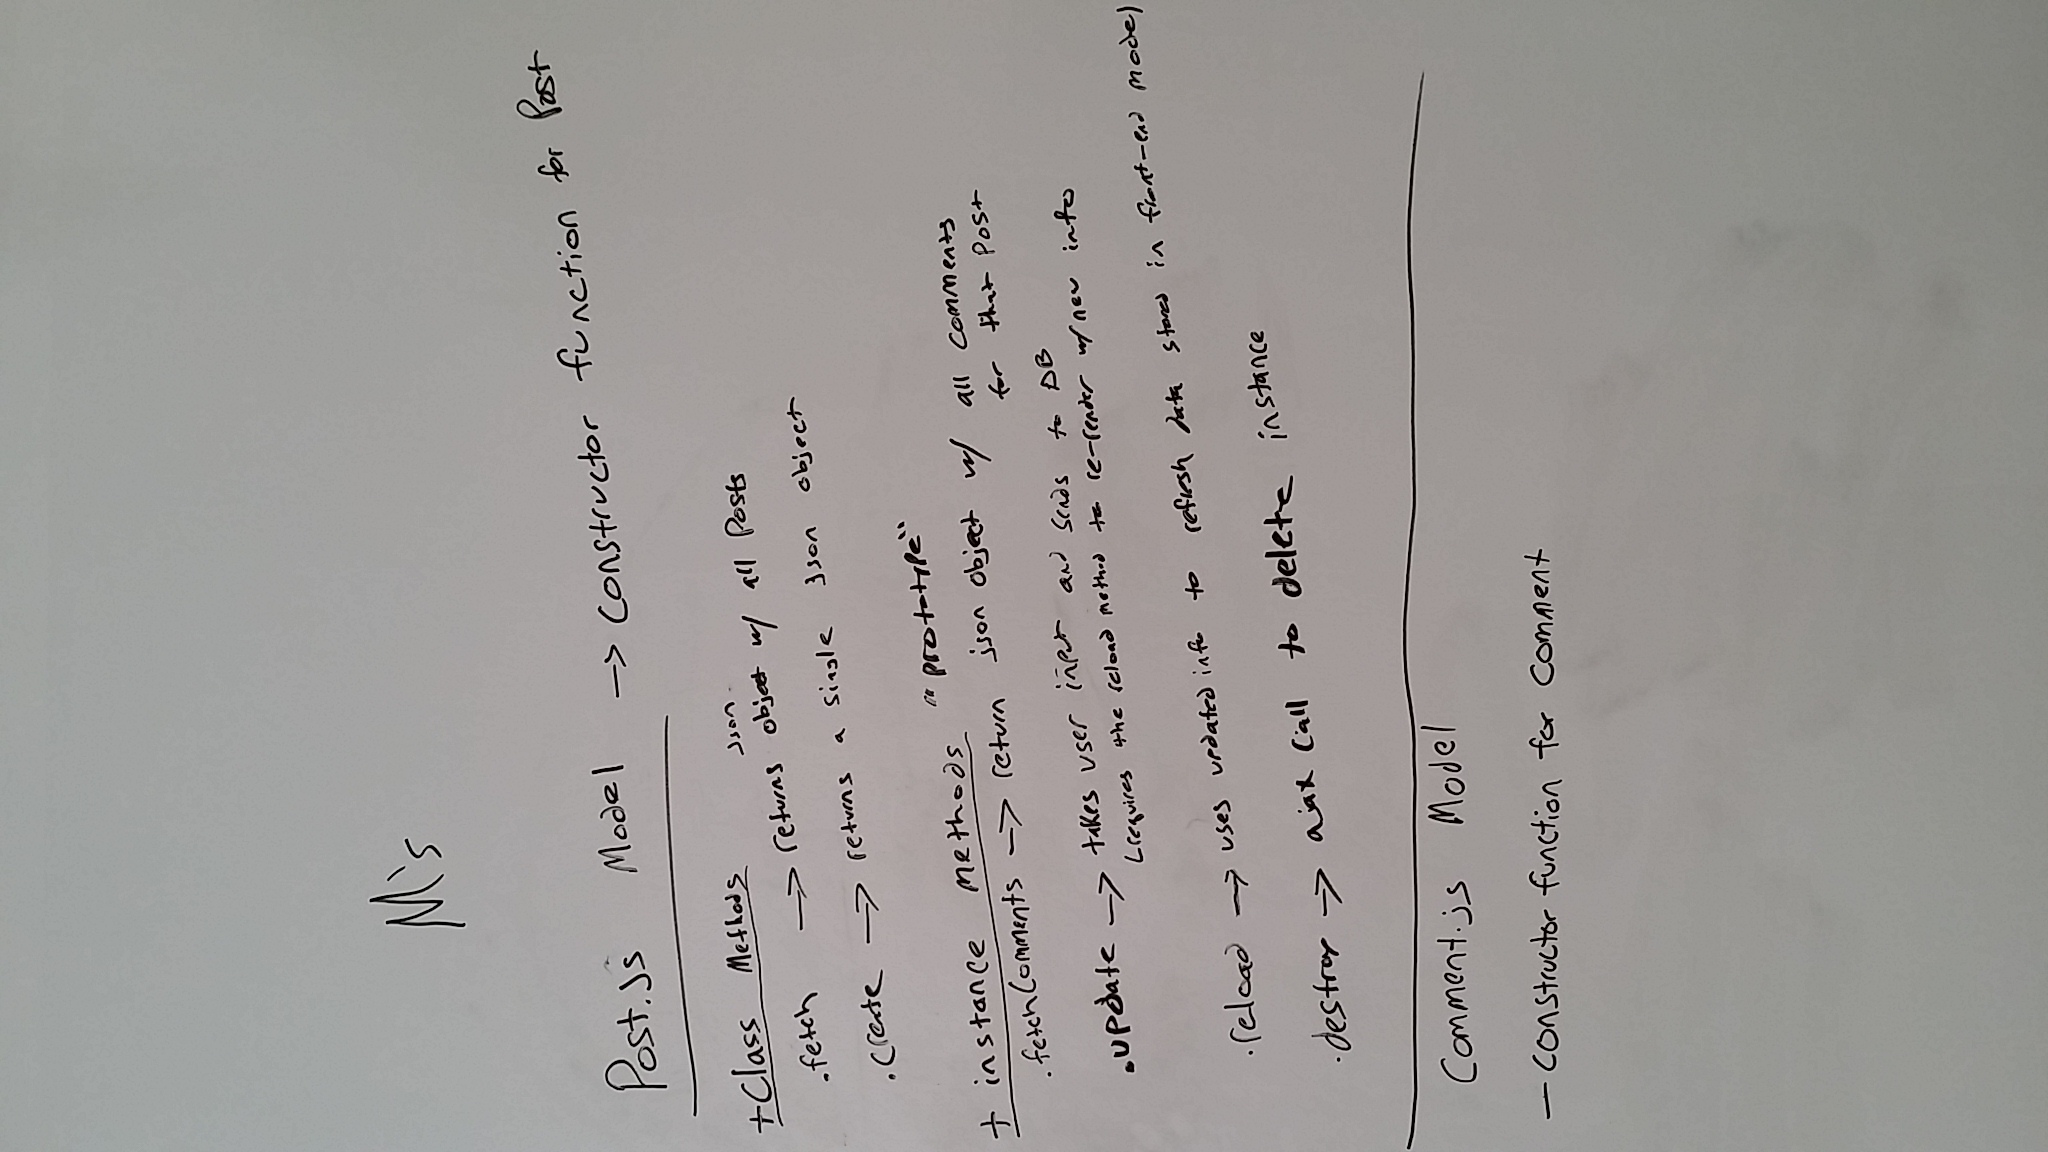 M's
Post.js Model → constructor function for Post
+Class Methods
json
.fetch → returns object w/ all Posts
.create → returns a single json object
+ instance methods "prototype"
.fetchComments → return json object w/ all comments
for that Post
.update → takes user input and sends to DB
(requires the reload method to re-render w/ new info
.reload → uses updated info to refresh data stored in front-end model
.destroy → ajax call to delete instance
Comment.js Model
— constructor function for comment